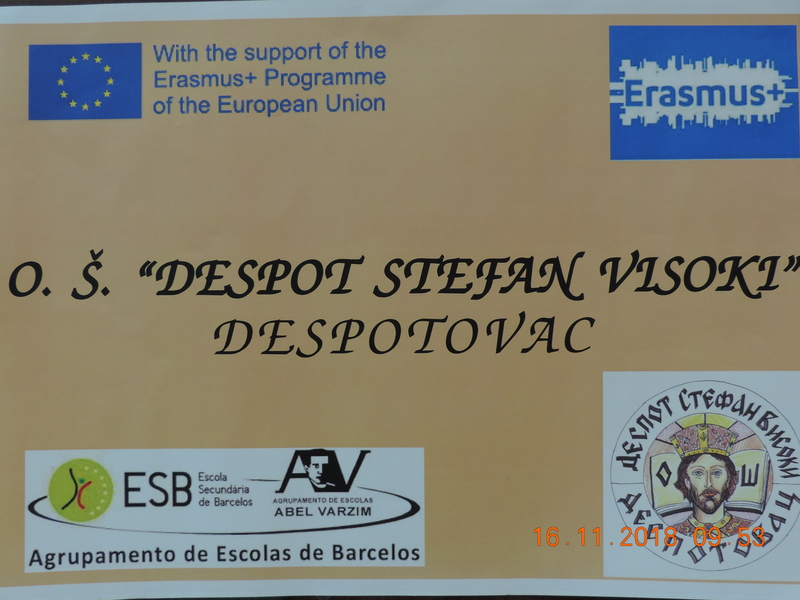 With the support of the
Erasmus+ Programme
of the European Union
Erasmus+
O. Š. “DESPOT STEFAN VISOKI”
DESPOTOVAC
ESB Escola
Secundária
de Barcelos
AV
AGRUPAMENTO DE ESCOLAS
ABEL VARZIM
Agrupamento de Escolas de Barcelos
ДЕСПОТ СТЕФАН ВИСОКИ
О Ш
ДЕСПОТОВАЦ
16.11.2018 09:53